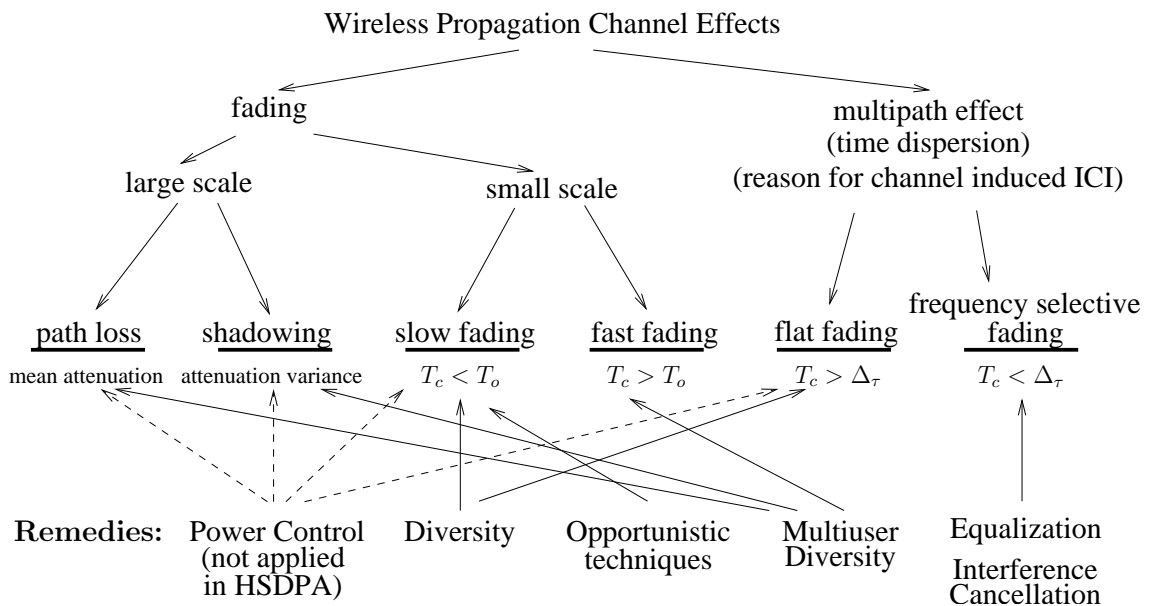 Wireless Propagation Channel Effects
fading
multipath effect
(time dispersion)
(reason for channel induced ICI)
large scale
small scale
path loss
shadowing
slow fading
fast fading
flat fading
frequency selective
fading
mean attenuation
attenuation variance
T_c < T_o
T_c > T_o
T_c > Δ_τ
T_c < Δ_τ
Remedies:
Power Control
(not applied
in HSDPA)
Diversity
Opportunistic
techniques
Multiuser
Diversity
Equalization
Interference
Cancellation